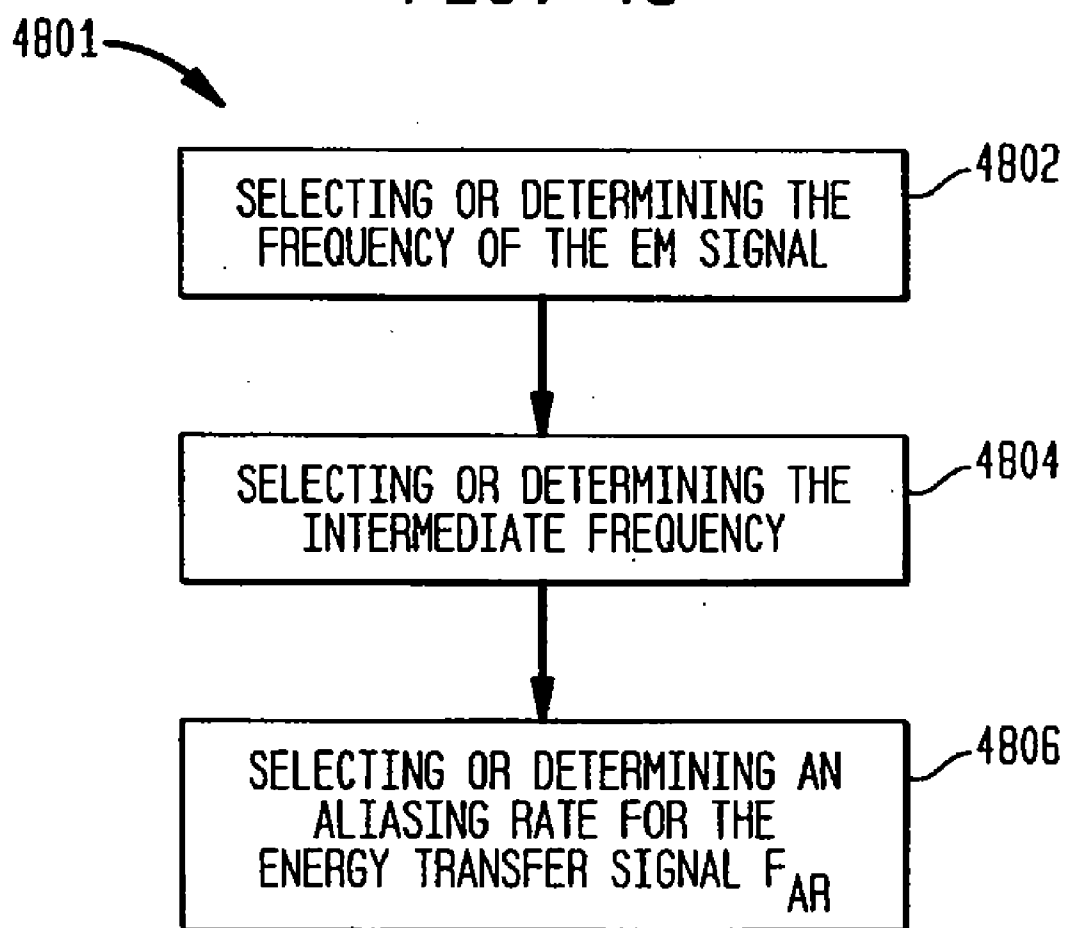 4801
SELECTING OR DETERMINING THE
FREQUENCY OF THE EM SIGNAL
4802
SELECTING OR DETERMINING THE
INTERMEDIATE FREQUENCY
4804
SELECTING OR DETERMINING AN
ALIASING RATE FOR THE
ENERGY TRANSFER SIGNAL F_AR
4806